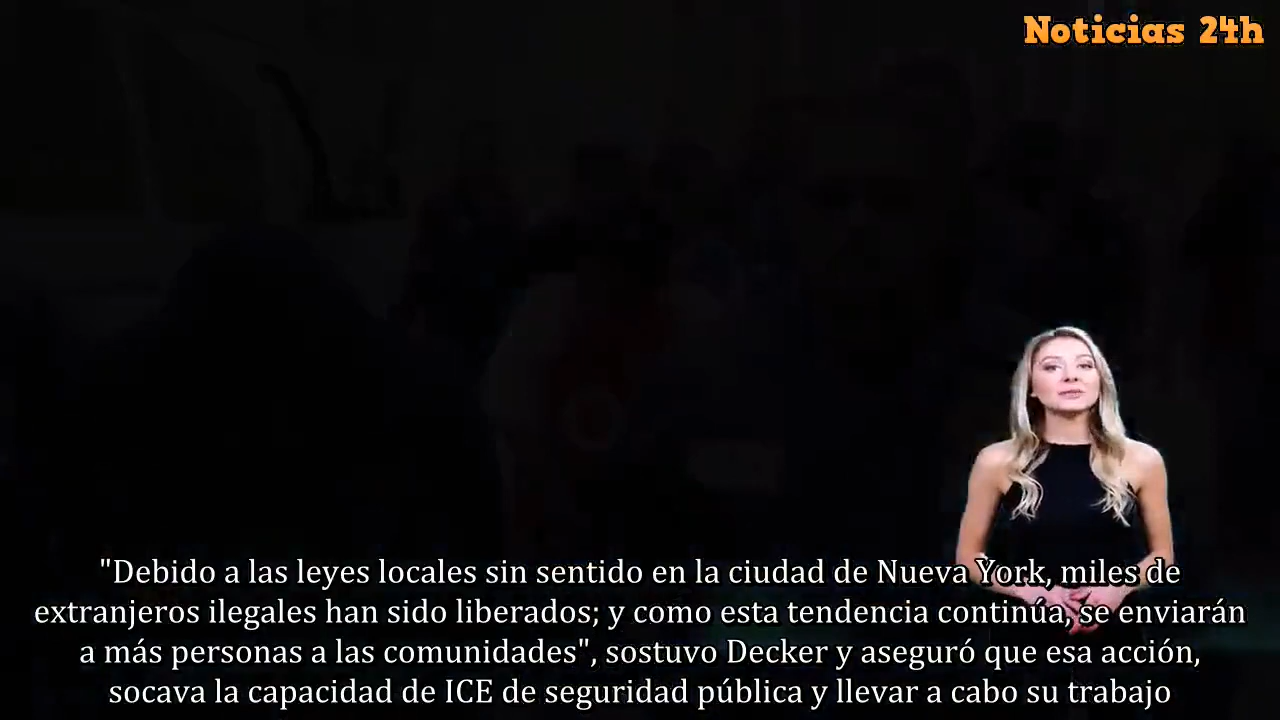 Noticias 24h
"Debido a las leyes locales sin sentido en la ciudad de Nueva York, miles de
extranjeros ilegales han sido liberados; y como esta tendencia continúa, se enviarán
a más personas a las comunidades", sostuvo Decker y aseguró que esa acción,
socava la capacidad de ICE de seguridad pública y llevar a cabo su trabajo